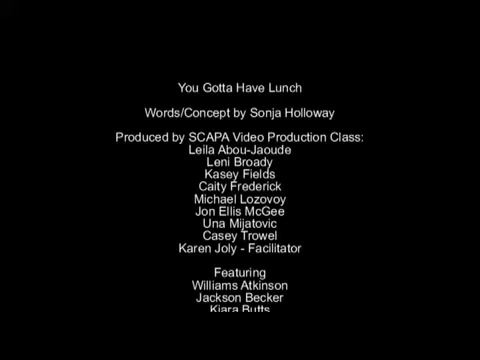 You Gotta Have Lunch
Words/Concept by Sonja Holloway
Produced by SCAPA Video Production Class:
Leila Abou-Jaoude
Leni Broady
Kasey Fields
Caity Frederick
Michael Lozovoy
Jon Ellis McGee
Una Mijatovic
Casey Trowel
Karen Joly - Facilitator
Featuring
Williams Atkinson
Jackson Becker
Kiara Butts